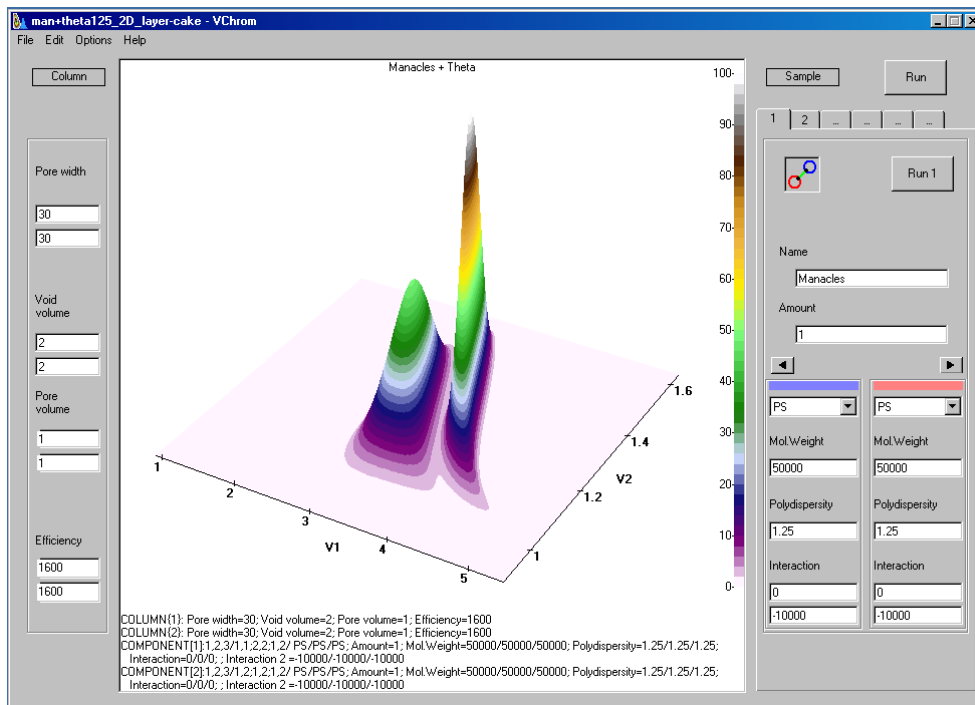 man+theta125_2D_layer-cake - VChrom
File Edit Options Help
Column
Pore width
30
30
Void
volume
2
2
Pore
volume
1
1
Efficiency
1600
1600
Manacles + Theta
100-
90-
80-
70-
60-
50-
40-
30-
20-
10-
0-
1
2
3
4
5
V1
1
1.2
1.4
1.6
V2
COLUMN{1}: Pore width=30; Void volume=2; Pore volume=1; Efficiency=1600
COLUMN{2}: Pore width=30; Void volume=2; Pore volume=1; Efficiency=1600
COMPONENT[1]:1,2,3/1,1;2,2;1,2/ PS/PS/PS; Amount=1; Mol.Weight=50000/50000/50000; Polydispersity=1.25/1.25/1.25;
Interaction=0/0/0; ; Interaction 2 =-10000/-10000/-10000
COMPONENT[2]:1,2,3/1,2;1,2;1,2/ PS/PS/PS; Amount=1; Mol.Weight=50000/50000/50000; Polydispersity=1.25/1.25/1.25;
Interaction=0/0/0; ; Interaction 2 =-10000/-10000/-10000
Sample
Run
1 2 ... ... ... ...
Run 1
Name
Manacles
Amount
1
PS PS
Mol.Weight Mol.Weight
50000 50000
Polydispersity Polydispersity
1.25 1.25
Interaction Interaction
0 0
-10000 -10000